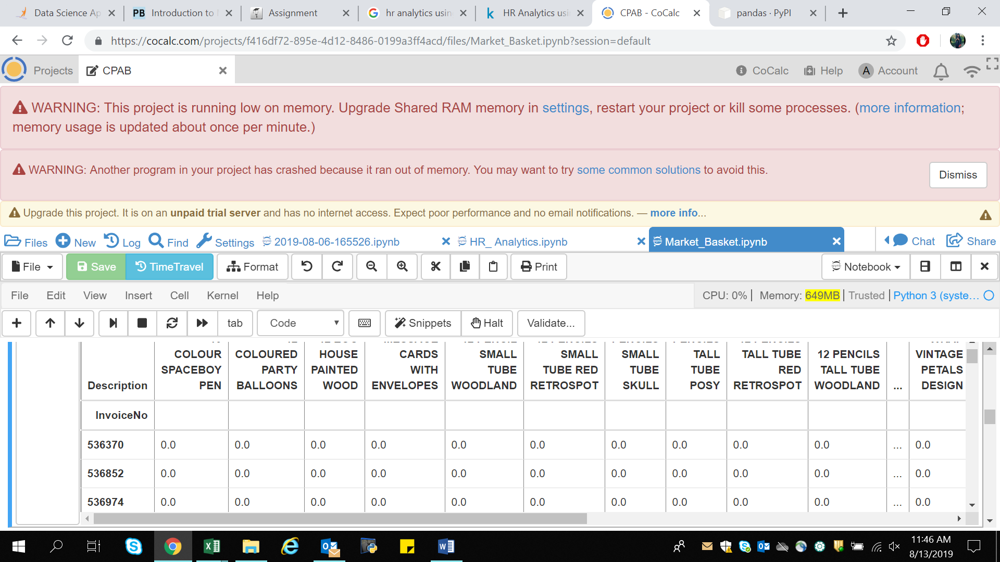 Data Science Ap
PB Introduction to
Assignment
hr analytics usin
HR Analytics usi
CPAB - CoCalc
pandas · PyPI
https://cocalc.com/projects/f416df72-895e-4d12-8486-0199a3ff4acd/files/Market_Basket.ipynb?session=default
Projects CPAB CoCalc Help A Account
WARNING: This project is running low on memory. Upgrade Shared RAM memory in settings, restart your project or kill some processes. (more information;
memory usage is updated about once per minute.)
WARNING: Another program in your project has crashed because it ran out of memory. You may want to try some common solutions to avoid this.
Dismiss
Upgrade this project. It is on an unpaid trial server and has no internet access. Expect poor performance and no email notifications. — more info...
Files New Log Find Settings 2019-08-06-165526.ipynb HR_ Analytics.ipynb Market_Basket.ipynb Chat Share
File Save TimeTravel Format Print Notebook
File Edit View Insert Cell Kernel Help CPU: 0% Memory: 649MB Trusted Python 3 (syste...
tab Code Snippets Halt Validate...
COLOUR COLOURED HOUSE CARDS SMALL SMALL SMALL TALL TALL TUBE 12 PENCILS VINTAGE
SPACEBOY PARTY PAINTED WITH TUBE TUBE RED TUBE TUBE RED TALL TUBE PETALS
Description PEN BALLOONS WOOD ENVELOPES WOODLAND RETROSPOT SKULL POSY RETROSPOT WOODLAND ... DESIGN
InvoiceNo
536370 0.0 0.0 0.0 0.0 0.0 0.0 0.0 0.0 0.0 0.0 ... 0.0
536852 0.0 0.0 0.0 0.0 0.0 0.0 0.0 0.0 0.0 0.0 ... 0.0
536974 0.0 0.0 0.0 0.0 0.0 0.0 0.0 0.0 0.0 0.0 ... 0.0
11:46 AM
8/13/2019